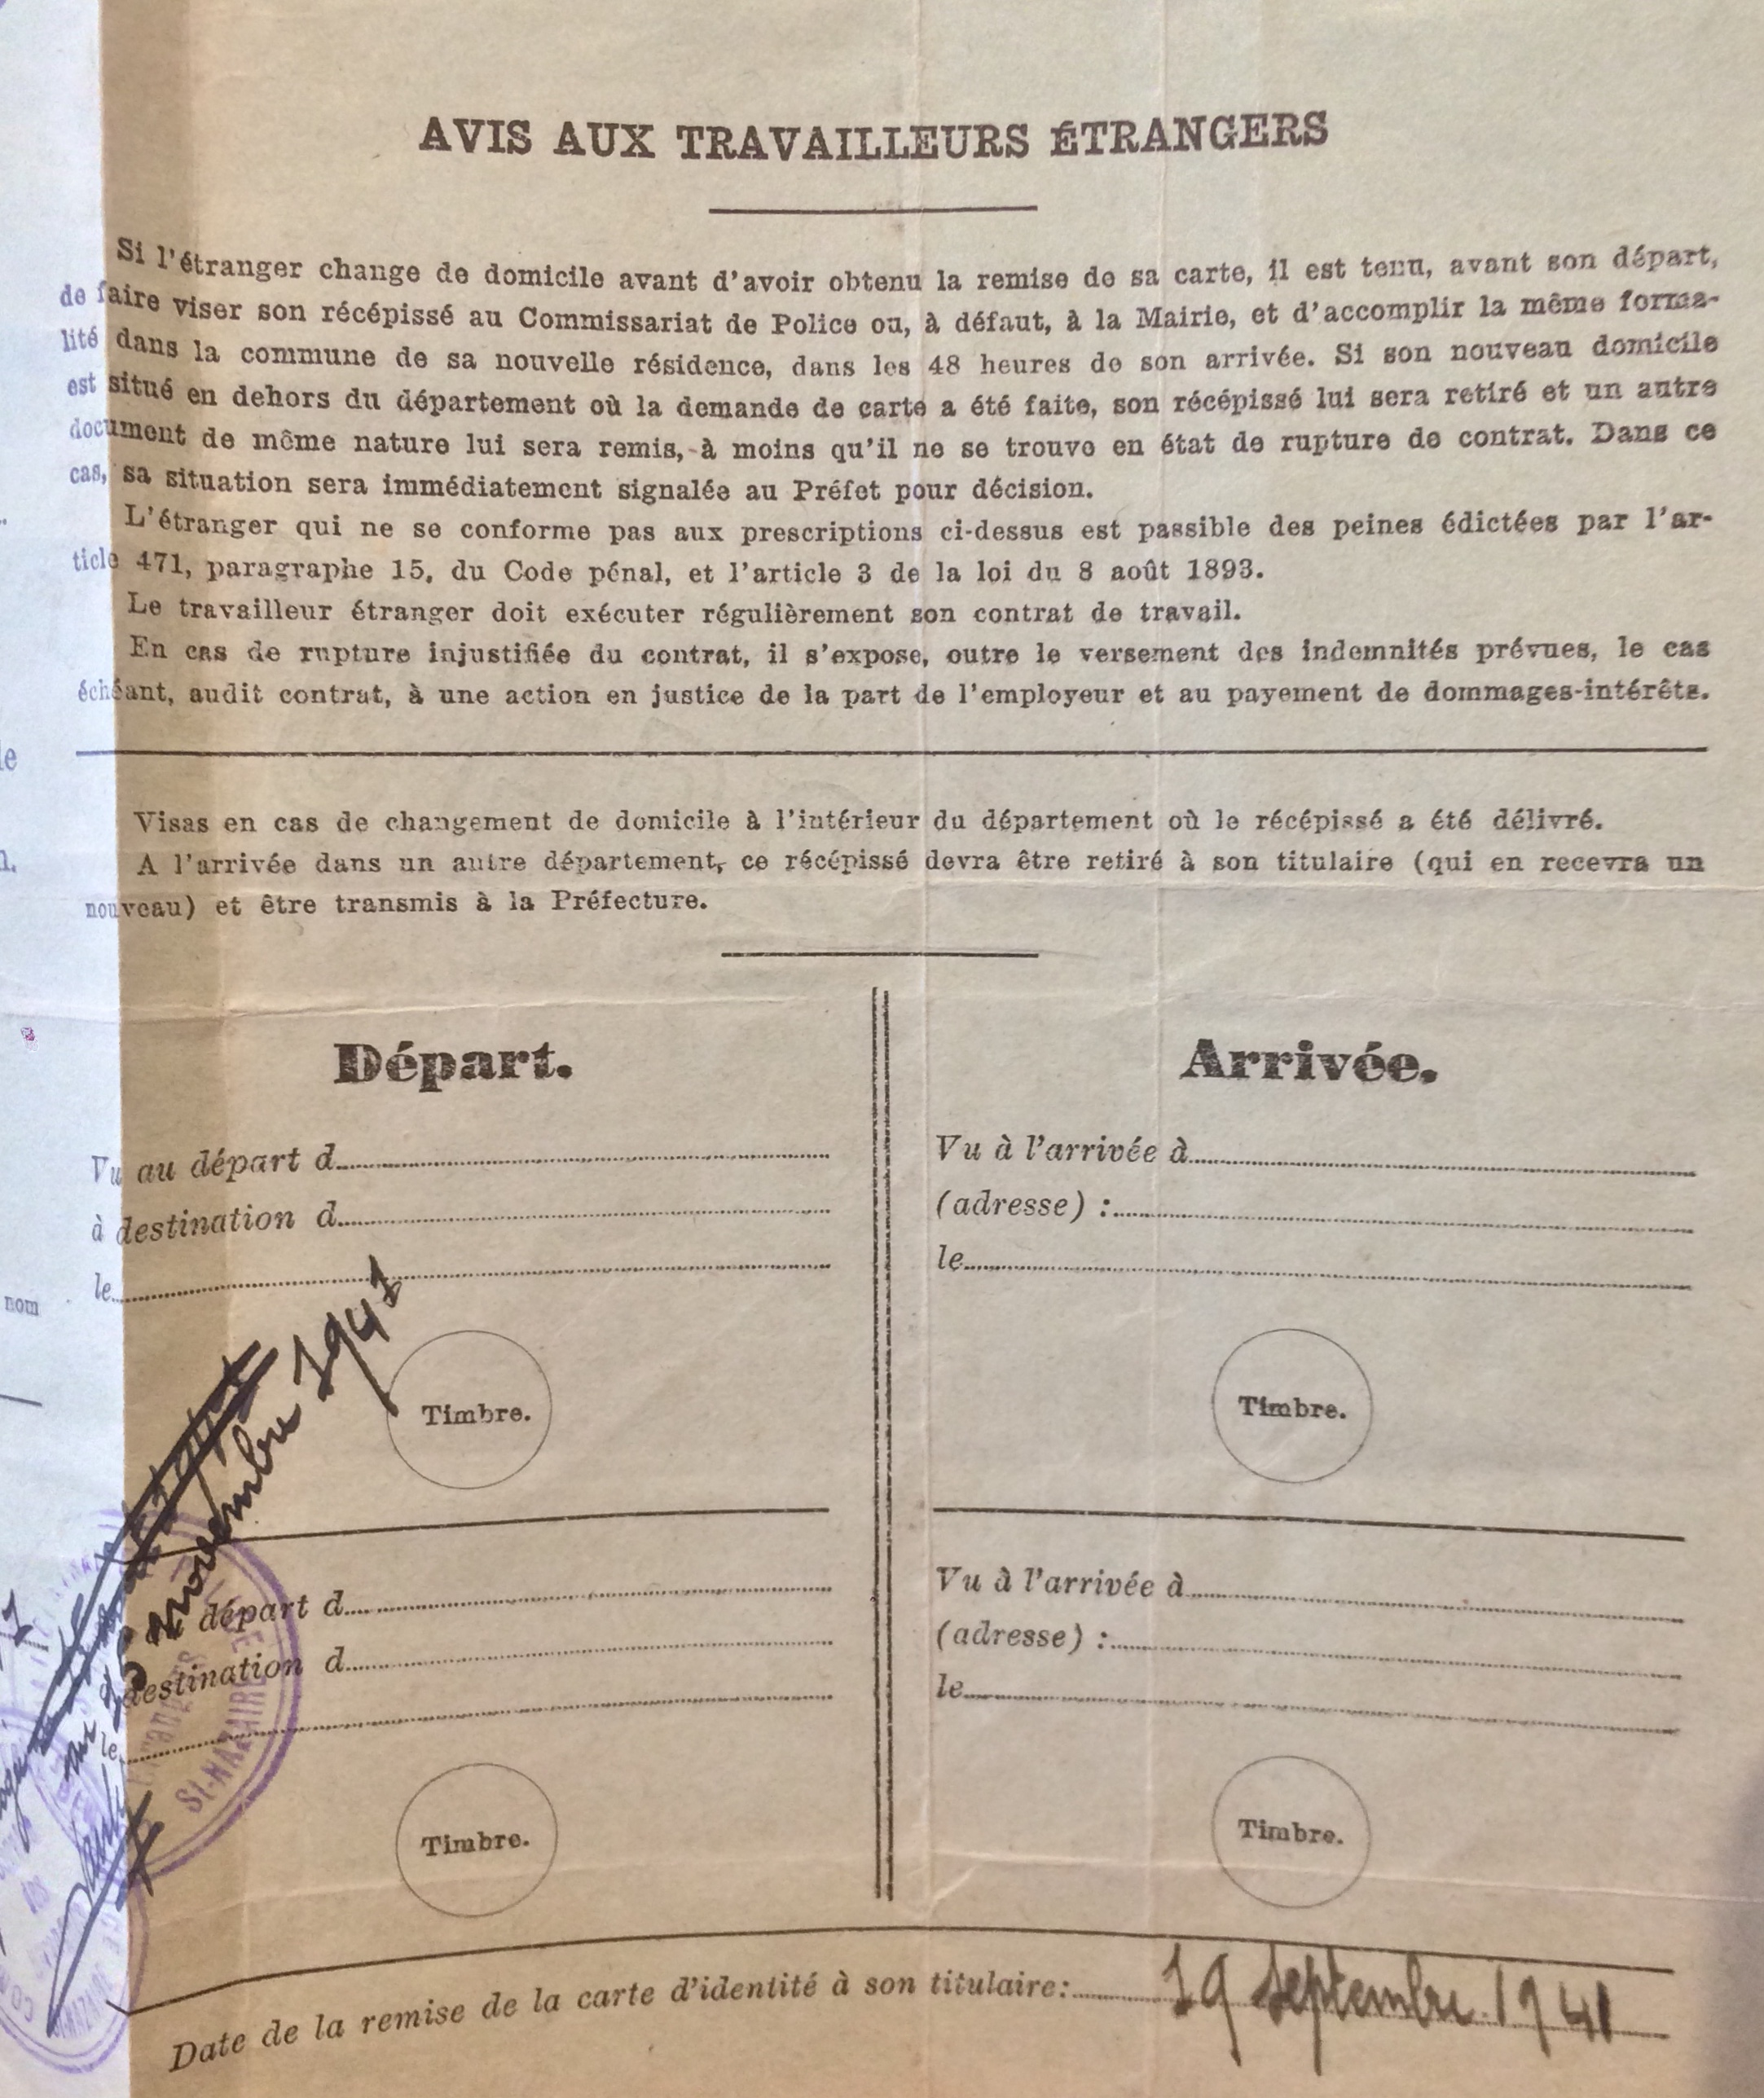 AVIS AUX TRAVAILLEURS ÉTRANGERS
Si l'étranger change de domicile avant d'avoir obtenu la remise de sa carte, il est tenu, avant son départ,
de faire viser son récépissé au Commissariat de Police ou, à défaut, à la Mairie, et d'accomplir la même forma-
lité dans la commune de sa nouvelle résidence, dans les 48 heures de son arrivée. Si son nouveau domicile
est situé en dehors du département où la demande de carte a été faite, son récépissé lui sera retiré et un autre
document de même nature lui sera remis, à moins qu'il ne se trouve en état de rupture de contrat. Dans ce
cas, sa situation sera immédiatement signalée au Préfet pour décision.
L'étranger qui ne se conforme pas aux prescriptions ci-dessus est passible des peines édictées par l'ar-
ticle 471, paragraphe 15, du Code pénal, et l'article 3 de la loi du 8 août 1893.
Le travailleur étranger doit exécuter régulièrement son contrat de travail.
En cas de rupture injustifiée du contrat, il s'expose, outre le versement des indemnités prévues, le cas
échéant, audit contrat, à une action en justice de la part de l'employeur et au payement de dommages-intérêts.
le
Visas en cas de changement de domicile à l'intérieur du département où le récépissé a été délivré.
A l'arrivée dans un autre département, ce récépissé devra être retiré à son titulaire (qui en recevra un
nouveau) et être transmis à la Préfecture.
Départ.
Vu au départ d
à destination d
le
nom
novembre 1941
Timbre.
départ d
destination d
le
ST-NAZAIRE
Timbre.
Arrivée.
Vu à l'arrivée à
(adresse) :
le
Timbre.
Vu à l'arrivée à
(adresse) :
le
Timbre.
Date de la remise de la carte d'identité à son titulaire: 19 septembre 1941